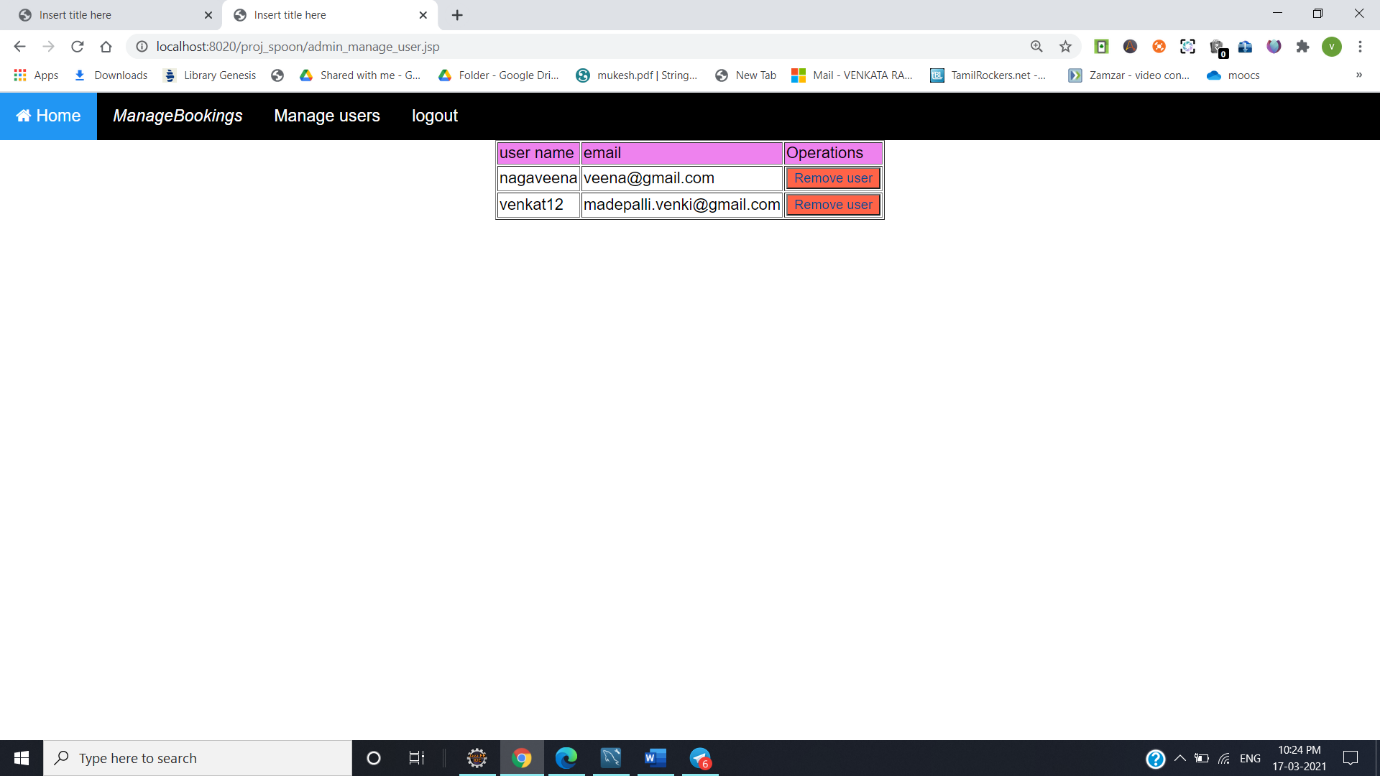 Insert title here
Insert title here
localhost:8020/proj_spoon/admin_manage_user.jsp
0
v
Apps Downloads Library Genesis Shared with me - G... Folder - Google Dri... mukesh.pdf | String... New Tab Mail - VENKATA RA... TamilRockers.net -... Zamzar - video con... moocs »
Home ManageBookings Manage users logout
user name email Operations
nagaveena veena@gmail.com Remove user
venkat12 madepalli.venki@gmail.com Remove user
Type here to search
6
ENG
10:24 PM
17-03-2021